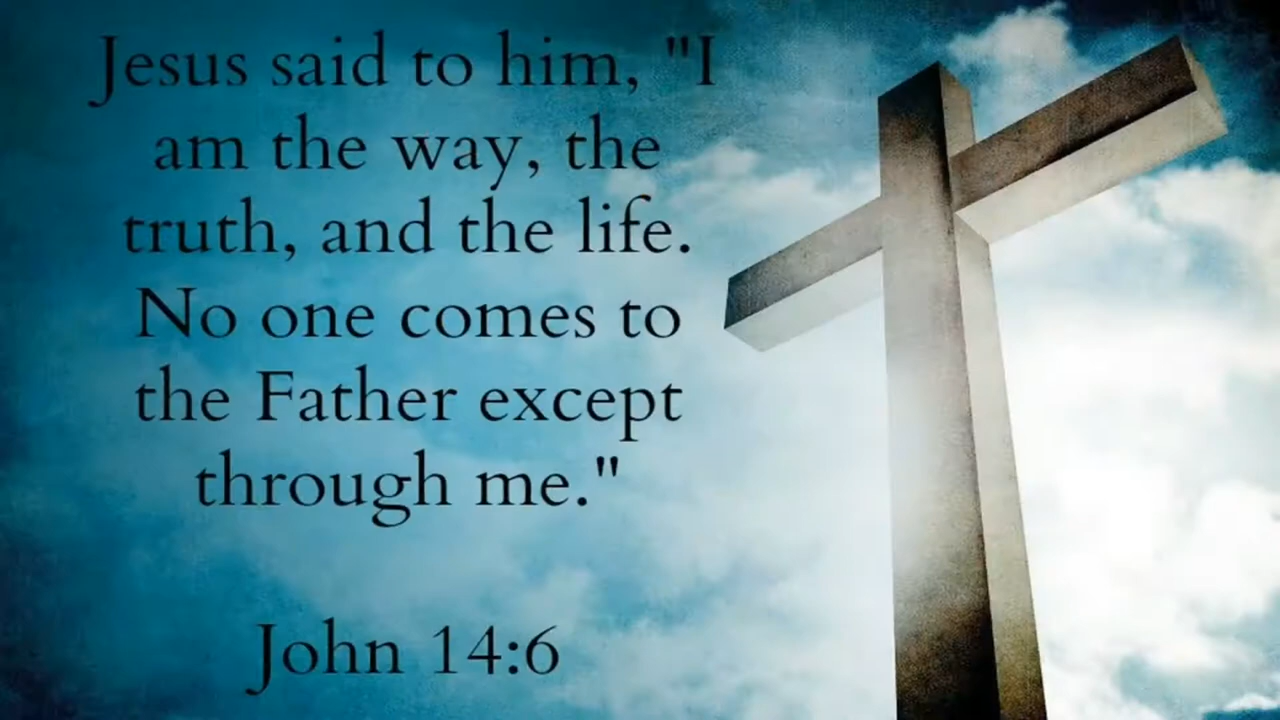 Jesus said to him, "I
am the way, the
truth, and the life.
No one comes to
the Father except
through me."
John 14:6